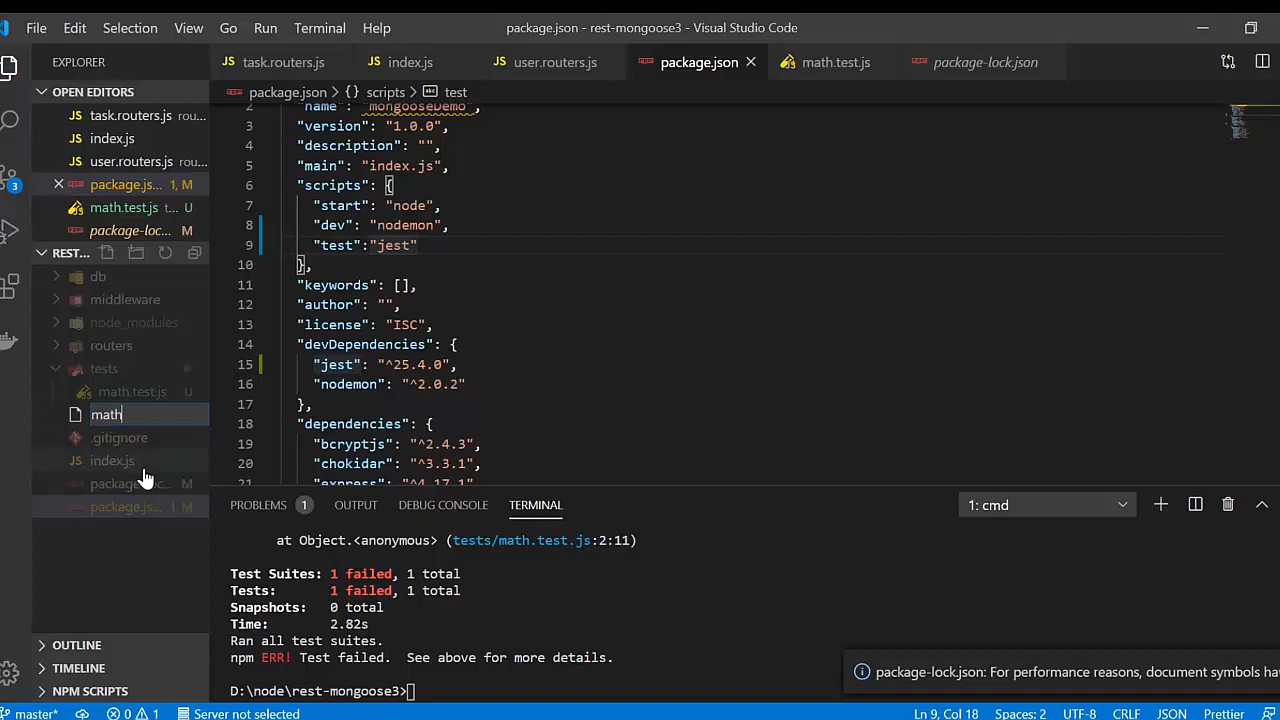 File Edit Selection View Go Run Terminal Help package.json - rest-mongoose3 - Visual Studio Code
EXPLORER
task.routers.js index.js user.routers.js package.json math.test.js package-lock.json
OPEN EDITORS
package.json > {} scripts > test
task.routers.js rou...
index.js
user.routers.js rou...
package.js... 1, M
math.test.js t... U
package-loc... M
REST...
db
middleware
node_modules
routers
tests
math.test.js U
math
.gitignore
index.js
package-loc... M
package.js... 1, M
OUTLINE
TIMELINE
NPM SCRIPTS
3
2 "name": "mongooseDemo",
3 "version": "1.0.0",
4 "description": "",
5 "main": "index.js",
6 "scripts": {
7 "start": "node",
8 "dev": "nodemon",
9 "test":"jest"
10 },
11 "keywords": [],
12 "author": "",
13 "license": "ISC",
14 "devDependencies": {
15 "jest": "^25.4.0",
16 "nodemon": "^2.0.2"
17 },
18 "dependencies": {
19 "bcryptjs": "^2.4.3",
20 "chokidar": "^3.3.1",
21 "express": "^4.17.1",
PROBLEMS 1 OUTPUT DEBUG CONSOLE TERMINAL 1: cmd
at Object.<anonymous> (tests/math.test.js:2:11)
Test Suites: 1 failed, 1 total
Tests: 1 failed, 1 total
Snapshots: 0 total
Time: 2.82s
Ran all test suites.
npm ERR! Test failed. See above for more details.
D:\node\rest-mongoose3>
package-lock.json: For performance reasons, document symbols hav
master* 0 1 Server not selected Ln 9, Col 18 Spaces: 2 UTF-8 CRLF JSON Prettier